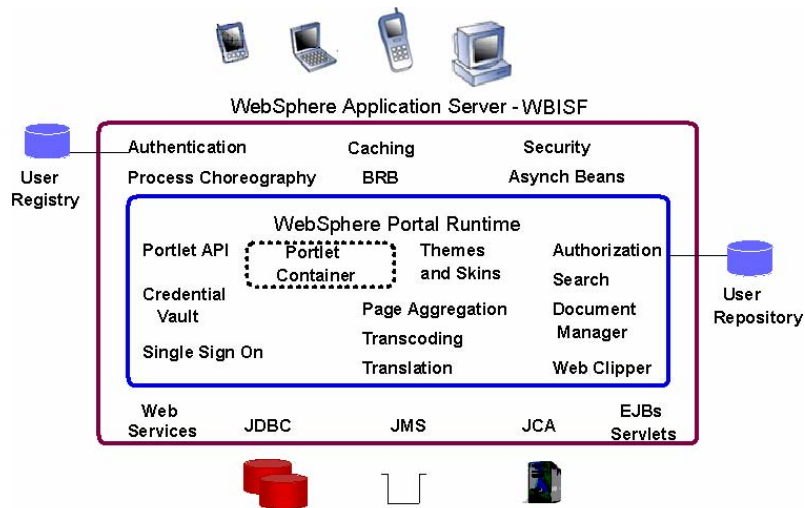 WebSphere Application Server - WBISF
Authentication Caching Security
User Registry
Process Choreography BRB Asynch Beans
WebSphere Portal Runtime
Portlet API
Portlet
Container
Themes
and Skins
Authorization
Search
Credential
Vault
Page Aggregation
Document
Manager
User
Repository
Transcoding
Single Sign On
Translation
Web Clipper
Web
Services
JDBC
JMS
JCA
EJBs
Servlets